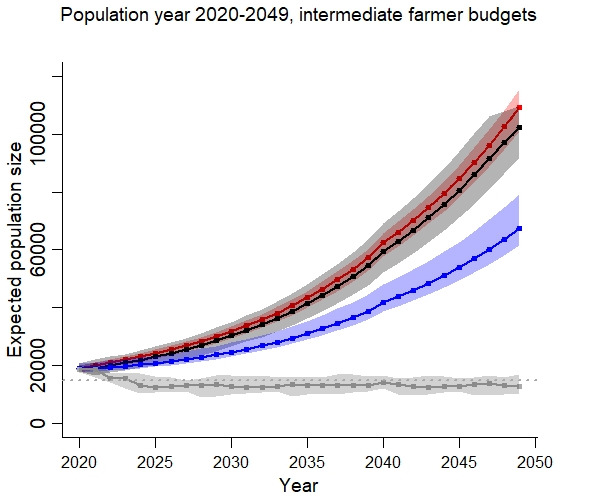 Population year 2020-2049, intermediate farmer budgets
Expected population size
100000
60000
20000
0
2020 2025 2030 2035 2040 2045 2050
Year